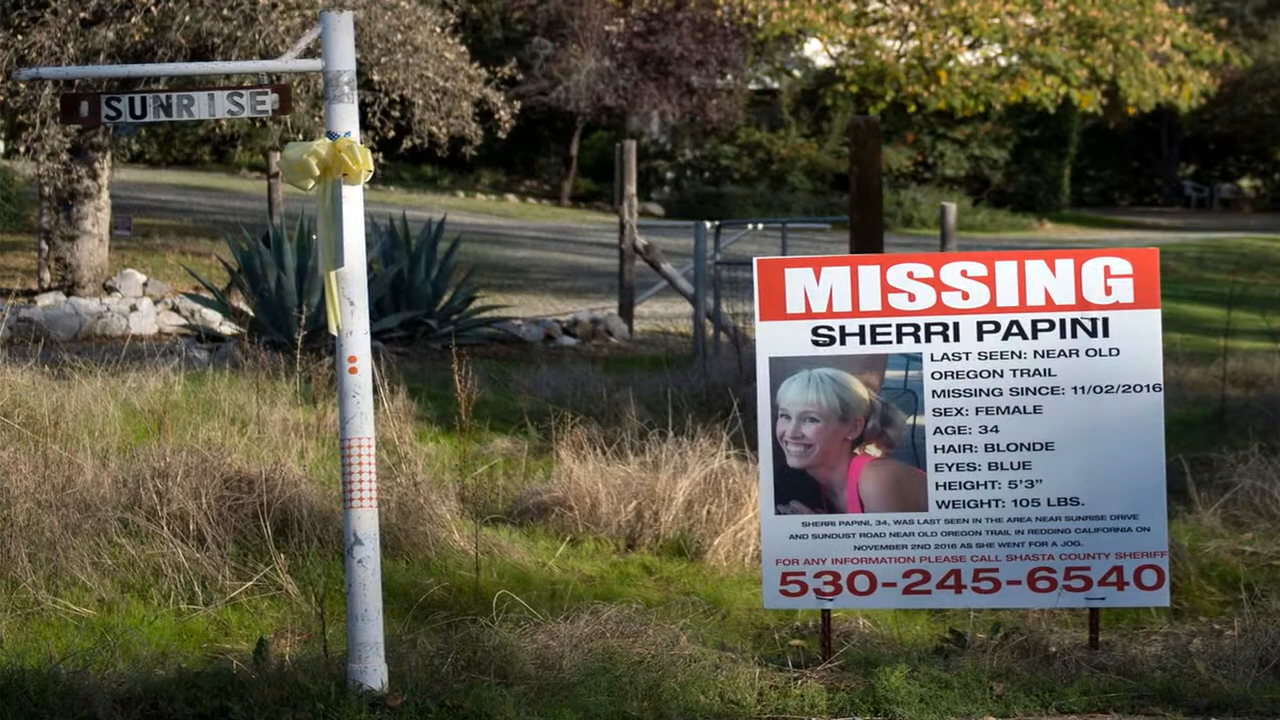 SUNRISE
MISSING
SHERRI PAPINI
LAST SEEN: NEAR OLD
OREGON TRAIL
MISSING SINCE: 11/02/2016
SEX: FEMALE
AGE: 34
HAIR: BLONDE
EYES: BLUE
HEIGHT: 5'3"
WEIGHT: 105 LBS.
SHERRI PAPINI, 34, WAS LAST SEEN IN THE AREA NEAR SUNRISE DRIVE
AND SUNDUST ROAD NEAR OLD OREGON TRAIL IN REDDING CALIFORNIA ON
NOVEMBER 2ND 2016 AS SHE WENT FOR A JOG.
FOR ANY INFORMATION PLEASE CALL SHASTA COUNTY SHERIFF
530-245-6540